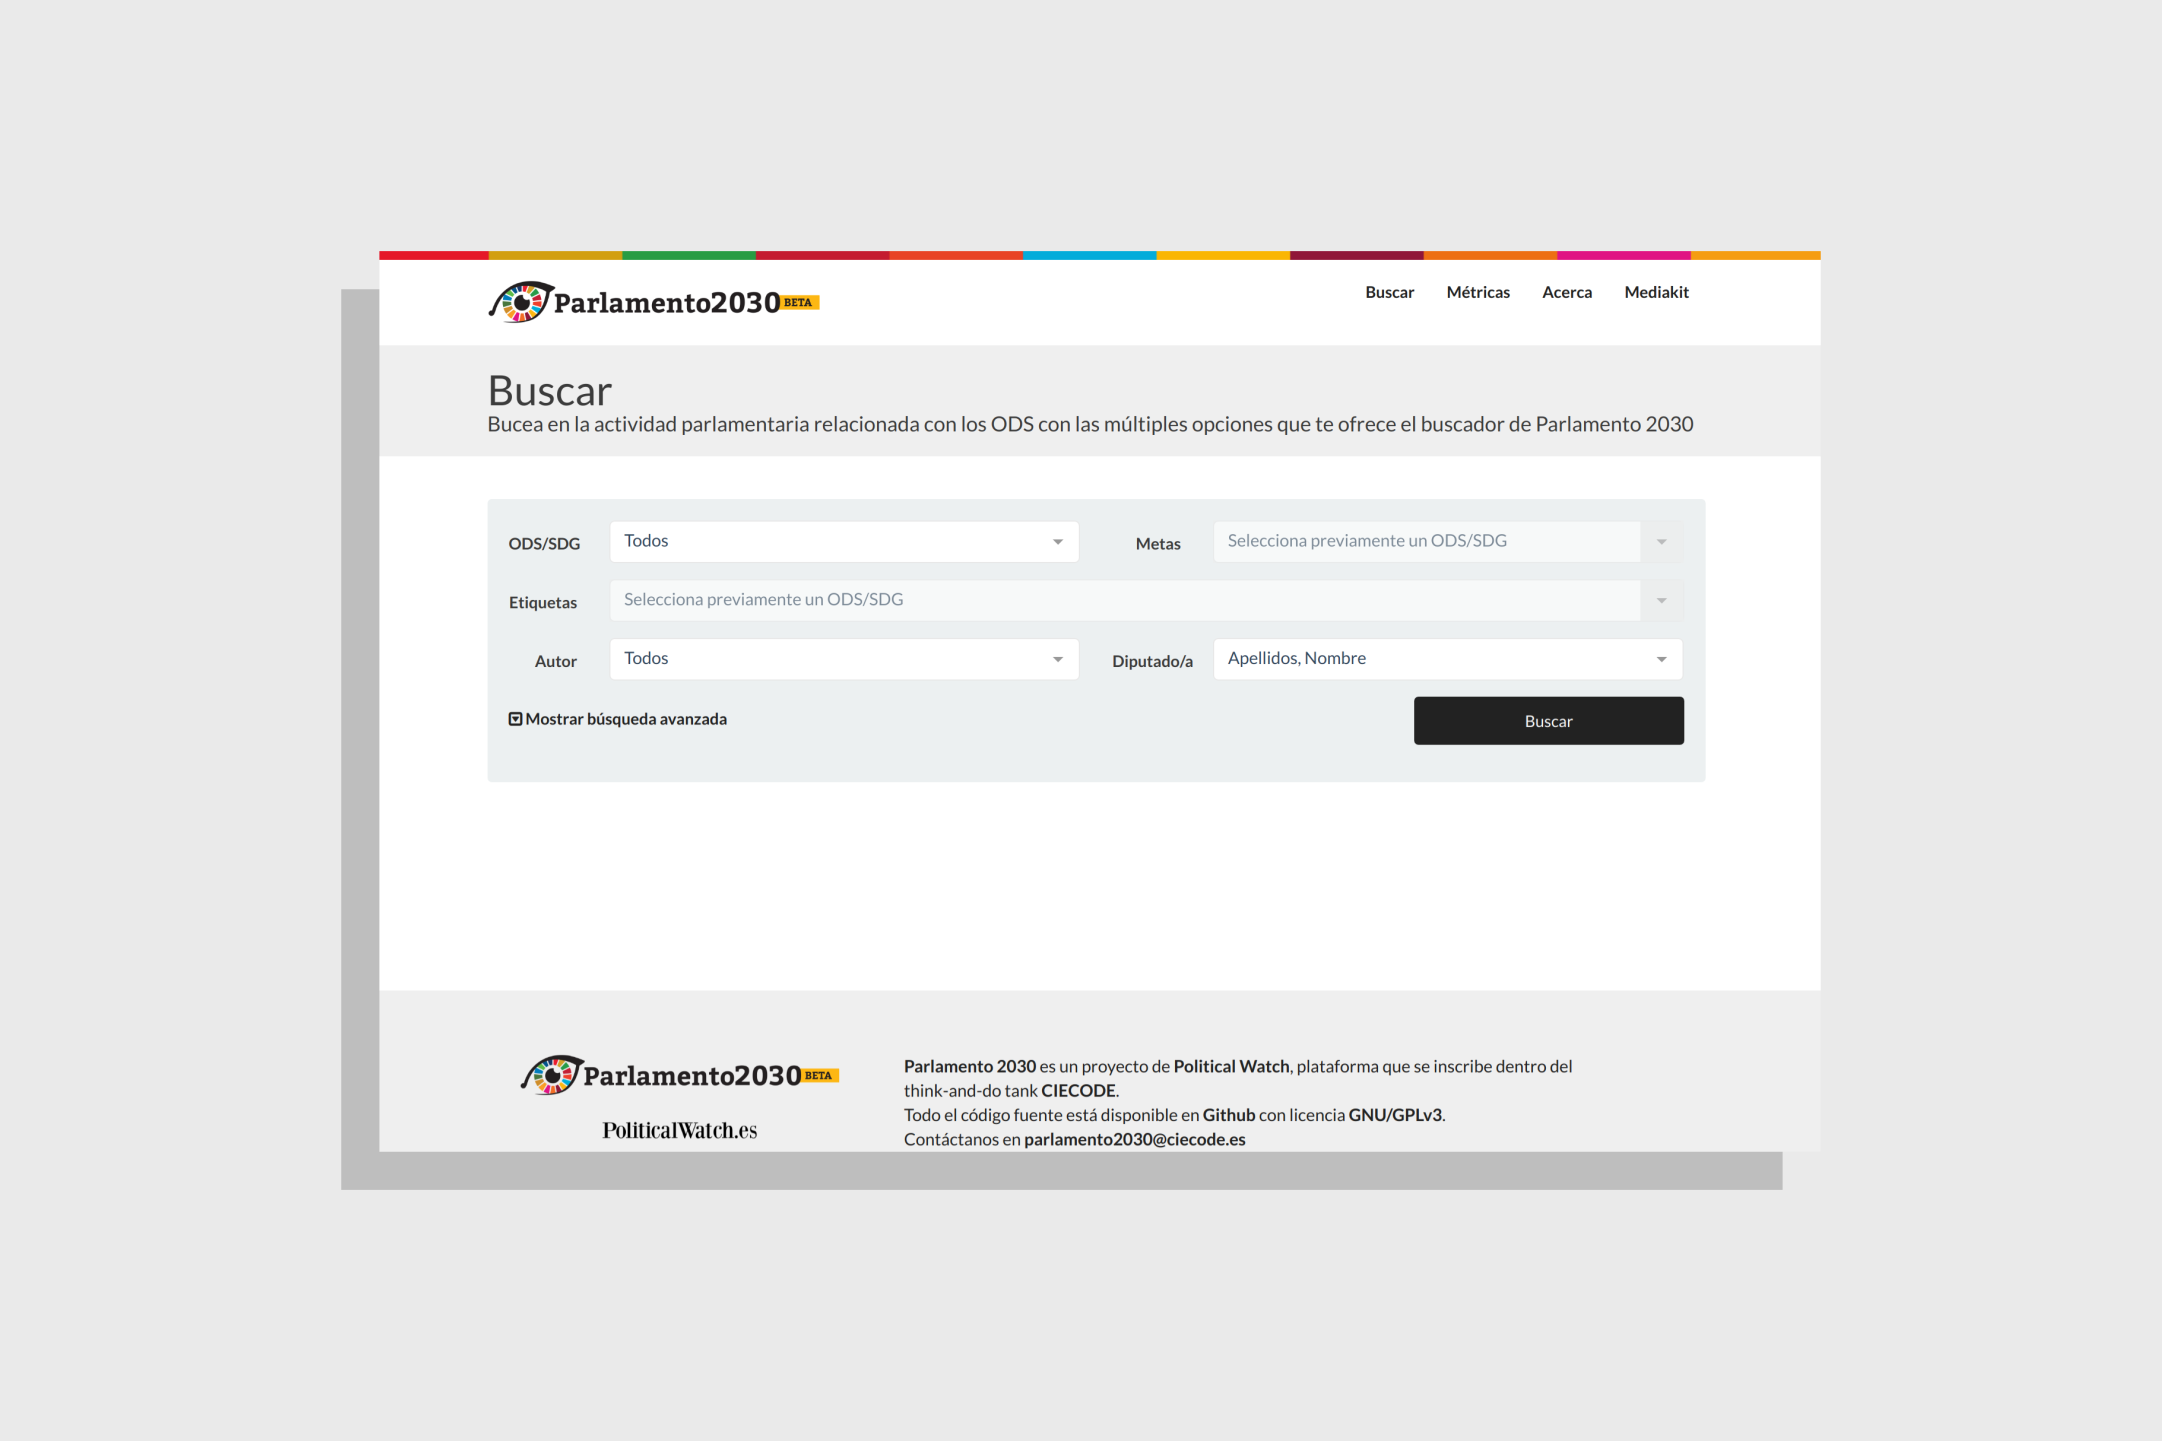 Parlamento2030 BETA
Buscar Métricas Acerca Mediakit
Buscar
Bucea en la actividad parlamentaria relacionada con los ODS con las múltiples opciones que te ofrece el buscador de Parlamento 2030
ODS/SDG Todos Metas Selecciona previamente un ODS/SDG
Etiquetas Selecciona previamente un ODS/SDG
Autor Todos Diputado/a Apellidos, Nombre
Mostrar búsqueda avanzada Buscar
Parlamento2030 BETA
PoliticalWatch.es
Parlamento 2030 es un proyecto de Political Watch, plataforma que se inscribe dentro del
think-and-do tank CIECODE.
Todo el código fuente está disponible en Github con licencia GNU/GPLv3.
Contáctanos en parlamento2030@ciecode.es